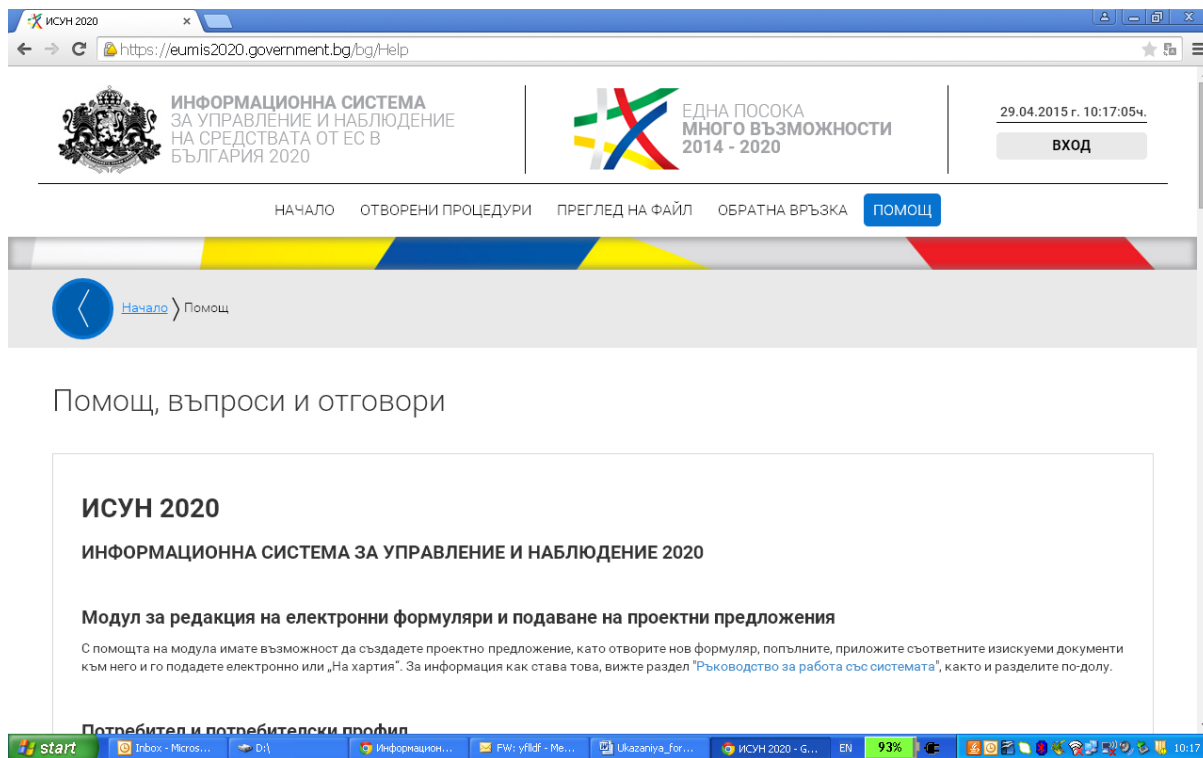 ИСУН 2020
https://eumis2020.government.bg/bg/Help
ИНФОРМАЦИОННА СИСТЕМА
ЗА УПРАВЛЕНИЕ И НАБЛЮДЕНИЕ
НА СРЕДСТВАТА ОТ ЕС В
БЪЛГАРИЯ 2020
ЕДНА ПОСОКА
МНОГО ВЪЗМОЖНОСТИ
2014 - 2020
29.04.2015 г. 10:17:05ч.
ВХОД
НАЧАЛО ОТВОРЕНИ ПРОЦЕДУРИ ПРЕГЛЕД НА ФАЙЛ ОБРАТНА ВРЪЗКА ПОМОЩ
Начало Помощ
Помощ, въпроси и отговори
ИСУН 2020
ИНФОРМАЦИОННА СИСТЕМА ЗА УПРАВЛЕНИЕ И НАБЛЮДЕНИЕ 2020
Модул за редакция на електронни формуляри и подаване на проектни предложения
С помощта на модула имате възможност да създадете проектно предложение, като отворите нов формуляр, попълните, приложите съответните изискуеми документи
към него и го подадете електронно или „На хартия“. За информация как става това, вижте раздел "Ръководство за работа със системата", както и разделите по-долу.
Потребител и потребителски профил
start Inbox - Micros... D:\ Информацион... FW: yfildf - Me... Ukazaniya_for... ИСУН 2020 - G... EN 93% 10:17